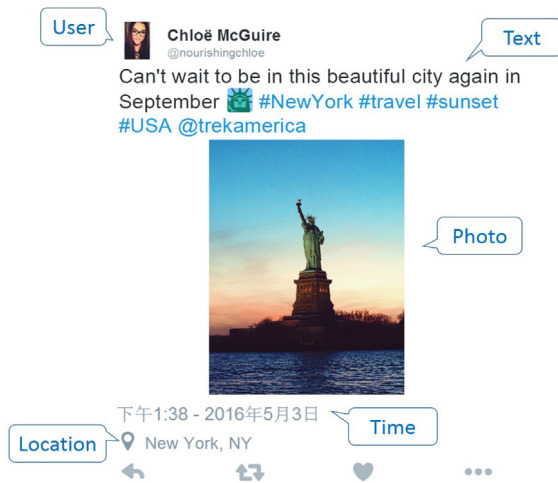 User
Chloë McGuire
@nourishingchloe
Text
Can't wait to be in this beautiful city again in
September 🗽 #NewYork #travel #sunset
#USA @trekamerica
Photo
下午1:38 - 2016年5月3日
Time
Location
New York, NY